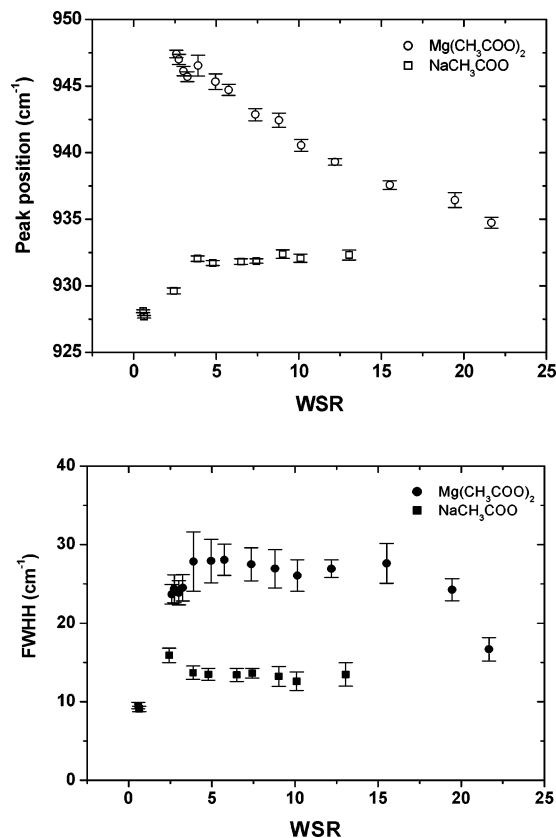 950
945
940
935
930
925
Peak position (cm⁻¹)
Mg(CH₃COO)₂
NaCH₃COO
0 5 10 15 20 25
WSR
40
30
20
10
0
FWHH (cm⁻¹)
Mg(CH₃COO)₂
NaCH₃COO
0 5 10 15 20 25
WSR